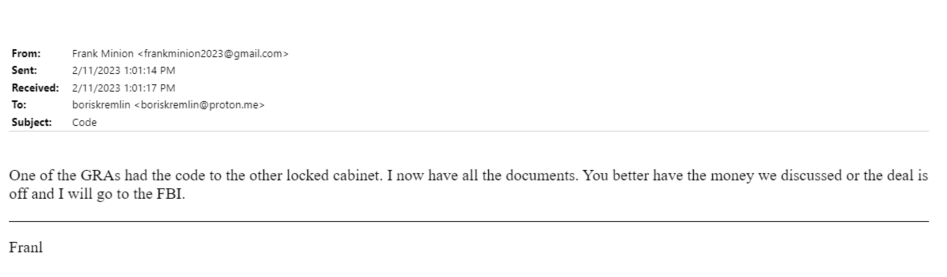 From: Frank Minion <frankminion2023@gmail.com>
Sent: 2/11/2023 1:01:14 PM
Received: 2/11/2023 1:01:17 PM
To: boriskremlin <boriskremlin@proton.me>
Subject: Code
One of the GRAs had the code to the other locked cabinet. I now have all the documents. You better have the money we discussed or the deal is
off and I will go to the FBI.
Franl